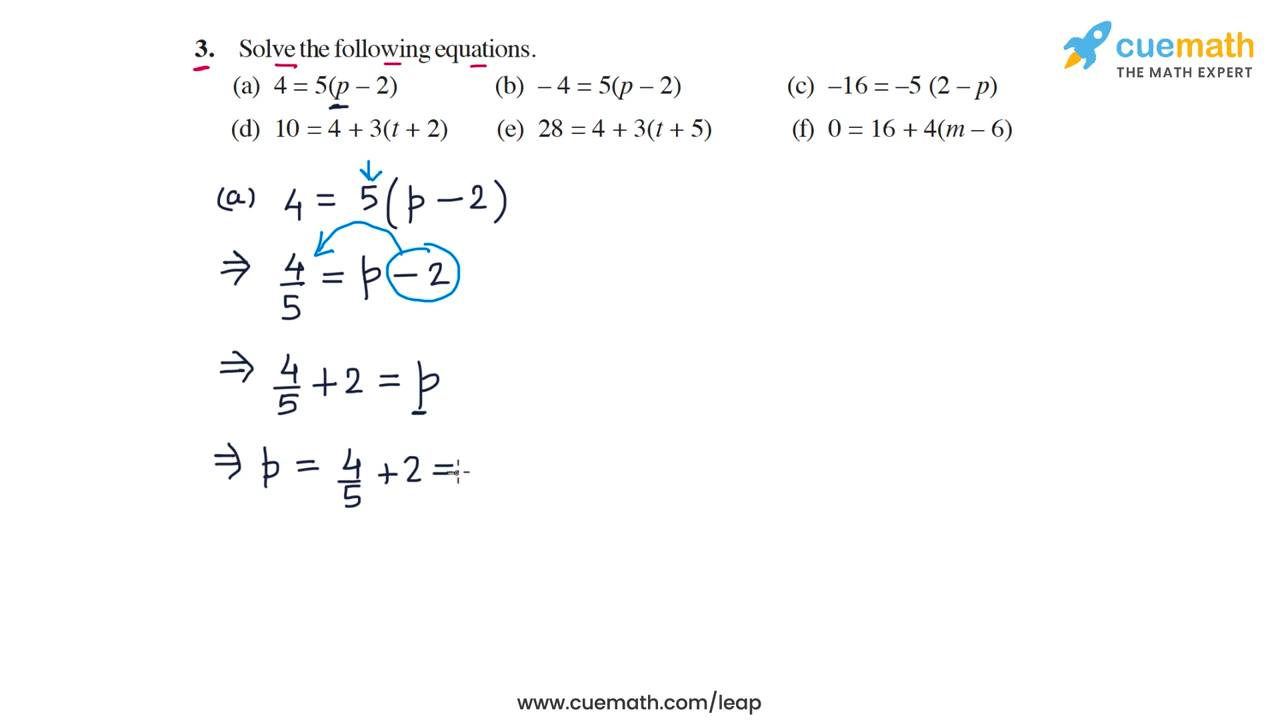 3. Solve the following equations.
(a) 4 = 5(p – 2) (b) – 4 = 5(p – 2) (c) –16 = –5 (2 – p)
(d) 10 = 4 + 3(t + 2) (e) 28 = 4 + 3(t + 5) (f) 0 = 16 + 4(m – 6)
cuemath
THE MATH EXPERT
(a) 4 = 5(p – 2)
⇒ 4/5 = p – 2
⇒ 4/5 + 2 = p
⇒ p = 4/5 + 2 =
www.cuemath.com/leap